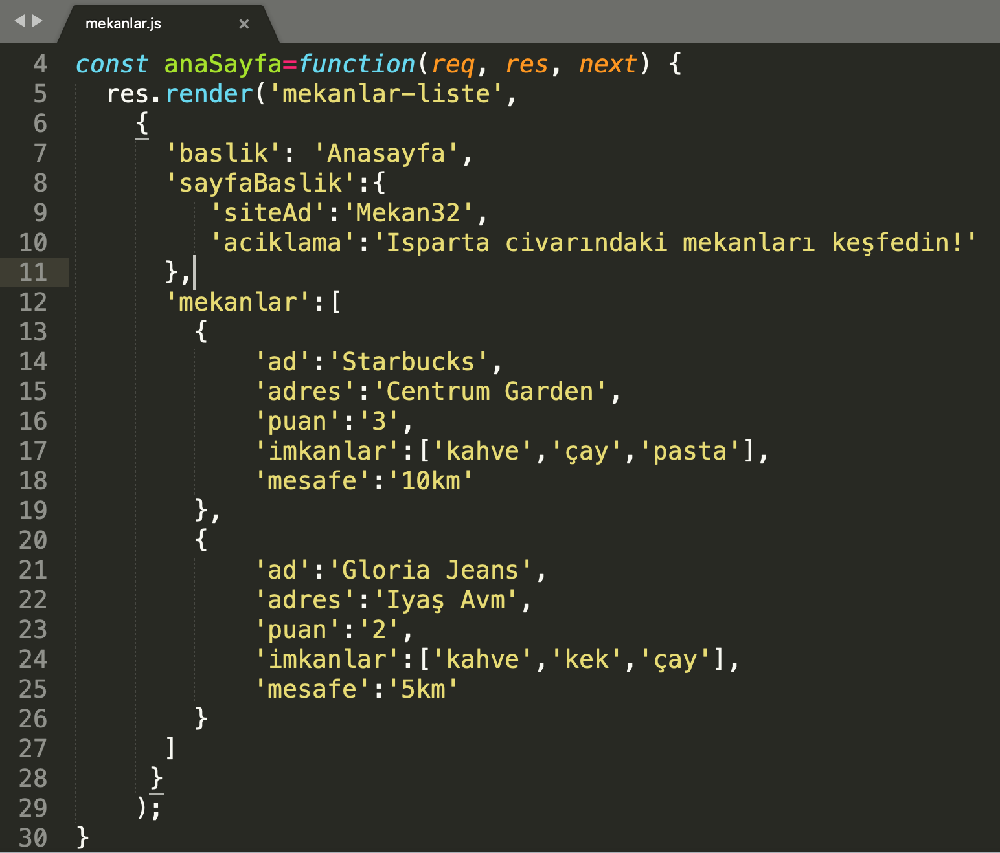 mekanlar.js
4 const anaSayfa=function(req, res, next) {
5 res.render('mekanlar-liste',
6 {
7 'baslik': 'Anasayfa',
8 'sayfaBaslik':{
9 'siteAd':'Mekan32',
10 'aciklama':'Isparta civarındaki mekanları keşfedin!'
11 },
12 'mekanlar':[
13 {
14 'ad':'Starbucks',
15 'adres':'Centrum Garden',
16 'puan':'3',
17 'imkanlar':['kahve','çay','pasta'],
18 'mesafe':'10km'
19 },
20 {
21 'ad':'Gloria Jeans',
22 'adres':'Iyaş Avm',
23 'puan':'2',
24 'imkanlar':['kahve','kek','çay'],
25 'mesafe':'5km'
26 }
27 ]
28 }
29 );
30 }